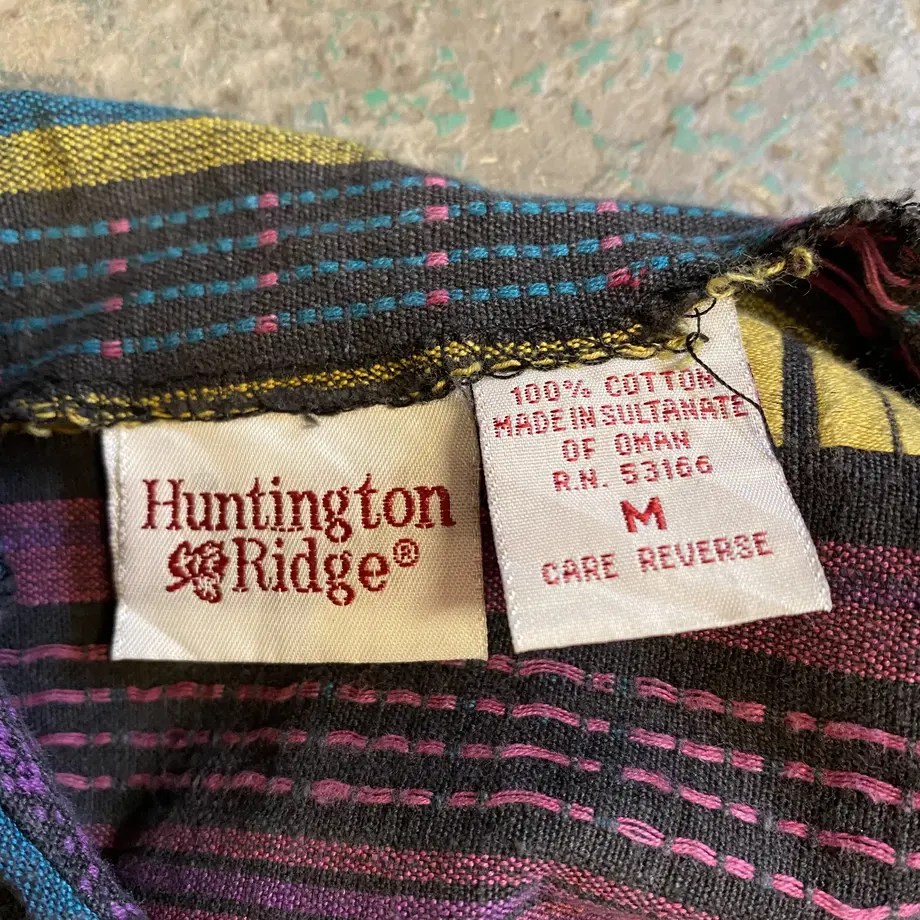 Huntington
Ridge®
100% COTTON
MADE IN SULTANATE
OF OMAN
R.N. 53166
M
CARE REVERSE